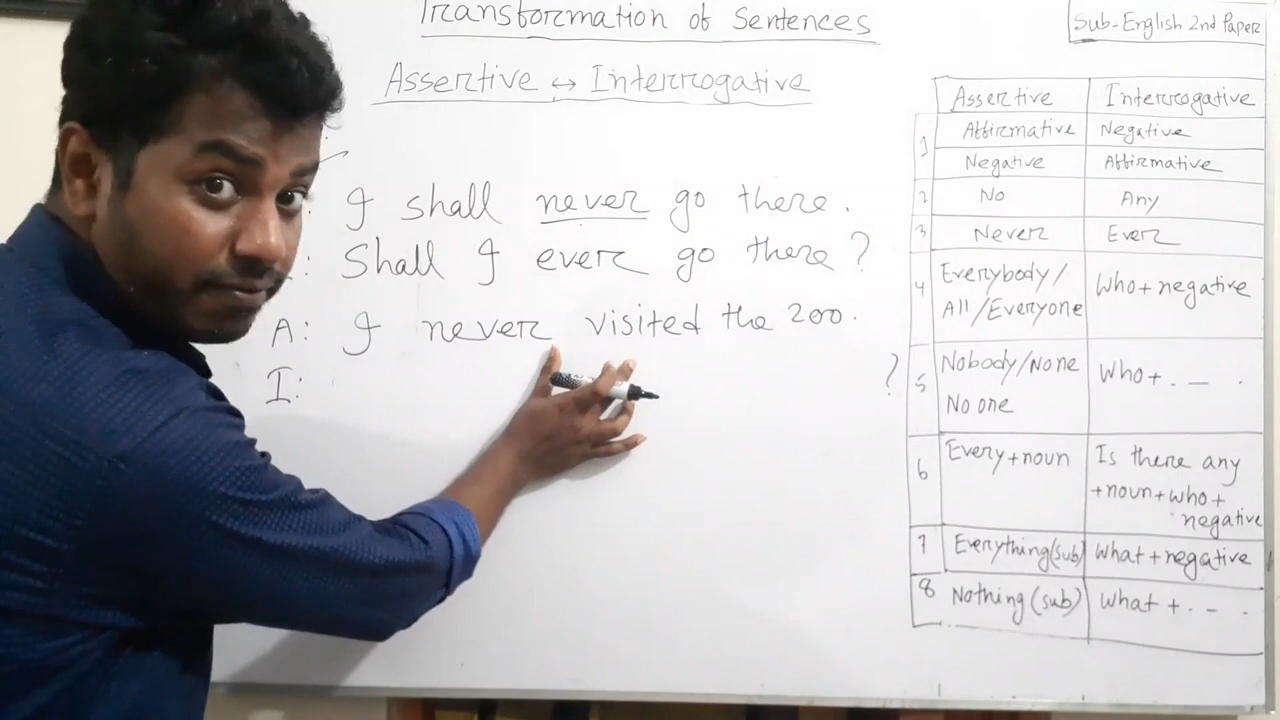 Transformation of Sentences
Sub-English 2nd Paper
Assertive ↔ Interrogative
I shall never go there.
: Shall I ever go there?
A: I never visited the zoo.
I: ?
Assertive Interrogative
1 Affirmative Negative
Negative Affirmative
2 No Any
3 Never Ever
4 Everybody/ Who+negative
All/Everyone
5 Nobody/None Who+ . — .
No one
6 Every+noun Is there any
+noun+who+
negative
7 Everything(sub) What+negative
8 Nothing (sub) What + . - .